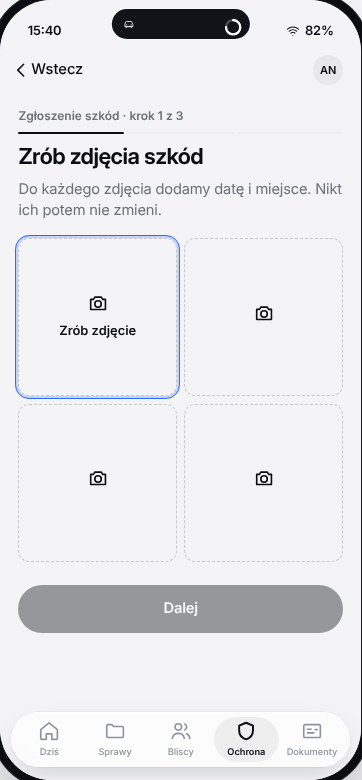 15:40
82%
Wstecz
AN
Zgłoszenie szkód · krok 1 z 3
Zrób zdjęcia szkód
Do każdego zdjęcia dodamy datę i miejsce. Nikt
ich potem nie zmieni.
Zrób zdjęcie
Dalej
Dziś
Sprawy
Bliscy
Ochrona
Dokumenty